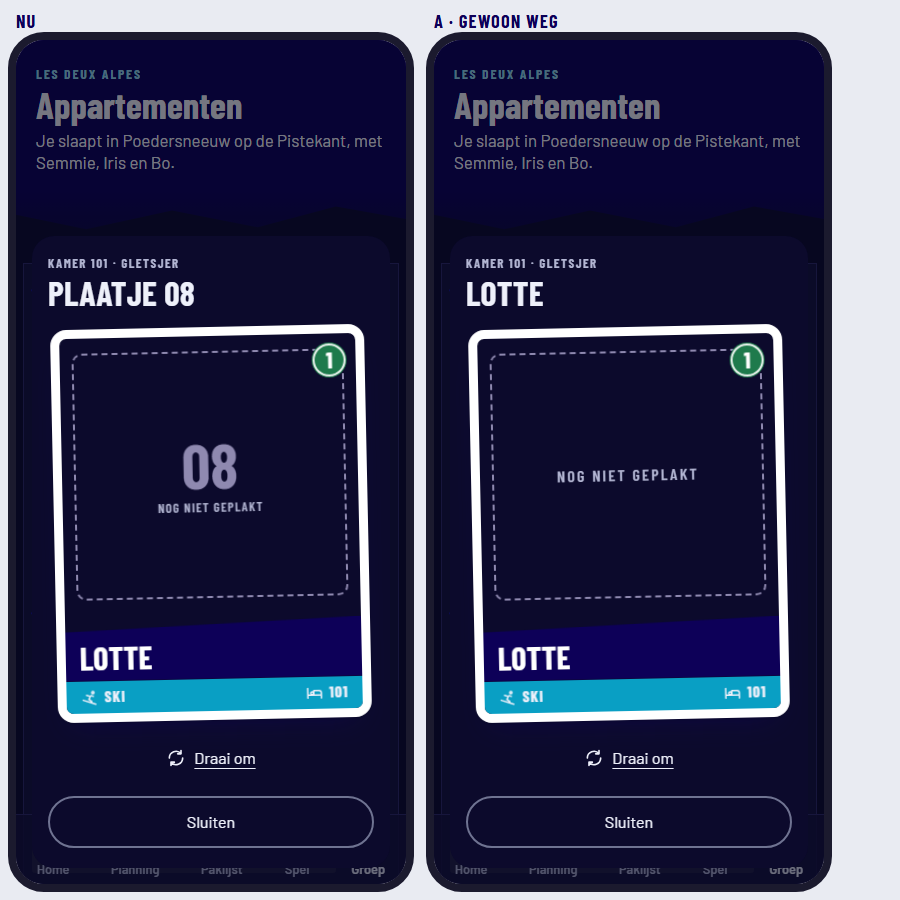 NU
LES DEUX ALPES
Appartementen
Je slaapt in Poedersneeuw op de Pistekant, met
Semmie, Iris en Bo.
KAMER 101 · GLETSJER
PLAATJE 08
1
08
NOG NIET GEPLAKT
LOTTE
SKI
101
Draai om
Sluiten
Home
Planning
Paklijst
Spel
Groep
A · GEWOON WEG
LES DEUX ALPES
Appartementen
Je slaapt in Poedersneeuw op de Pistekant, met
Semmie, Iris en Bo.
KAMER 101 · GLETSJER
LOTTE
1
NOG NIET GEPLAKT
LOTTE
SKI
101
Draai om
Sluiten
Home
Planning
Paklijst
Spel
Groep